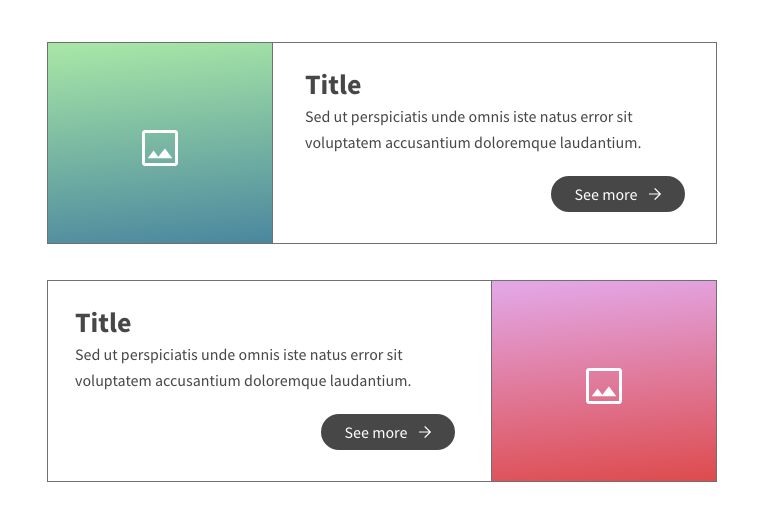 Title
Sed ut perspiciatis unde omnis iste natus error sit
voluptatem accusantium doloremque laudantium.
See more
Title
Sed ut perspiciatis unde omnis iste natus error sit
voluptatem accusantium doloremque laudantium.
See more